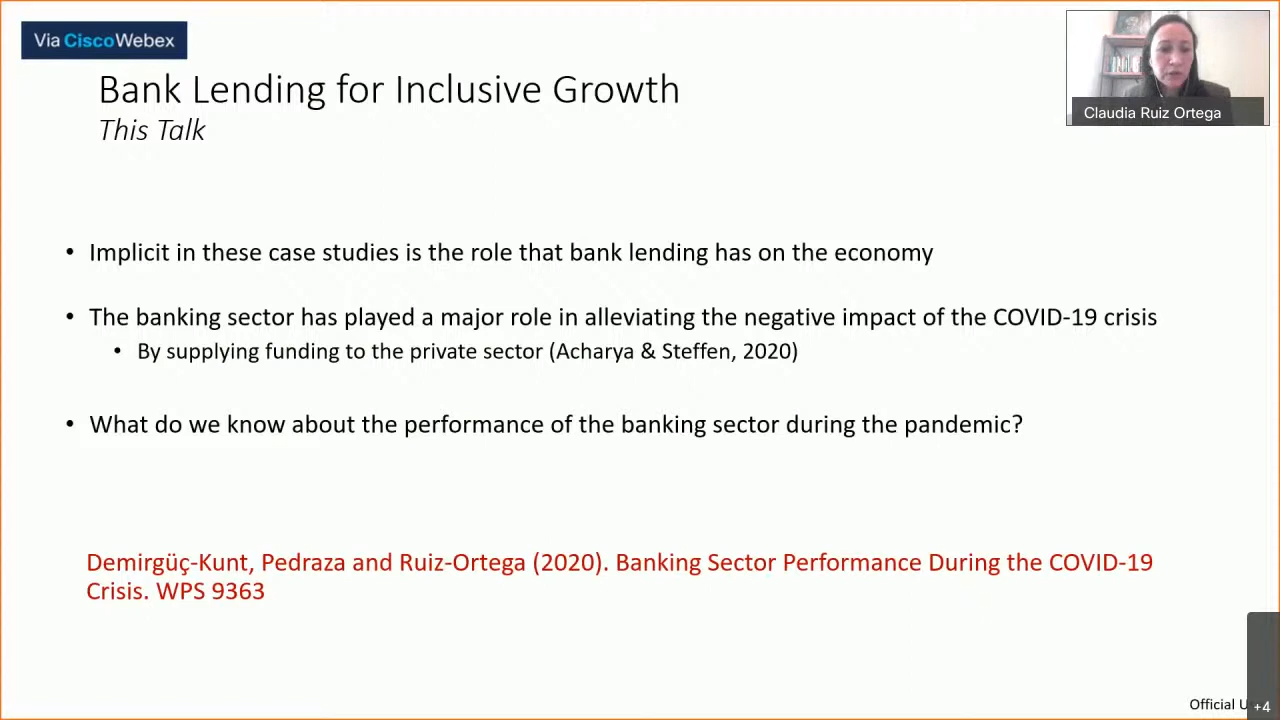 Via Cisco Webex
Claudia Ruiz Ortega
Bank Lending for Inclusive Growth
This Talk
• Implicit in these case studies is the role that bank lending has on the economy
• The banking sector has played a major role in alleviating the negative impact of the COVID-19 crisis
• By supplying funding to the private sector (Acharya & Steffen, 2020)
• What do we know about the performance of the banking sector during the pandemic?
Demirgüç-Kunt, Pedraza and Ruiz-Ortega (2020). Banking Sector Performance During the COVID-19
Crisis. WPS 9363
Official U
+4